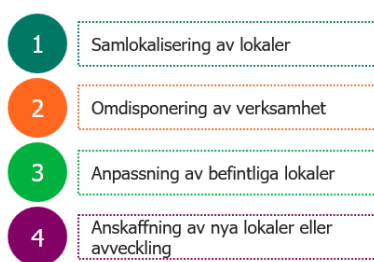 1 Samlokalisering av lokaler
2 Omdisponering av verksamhet
3 Anpassning av befintliga lokaler
4 Anskaffning av nya lokaler eller
avveckling